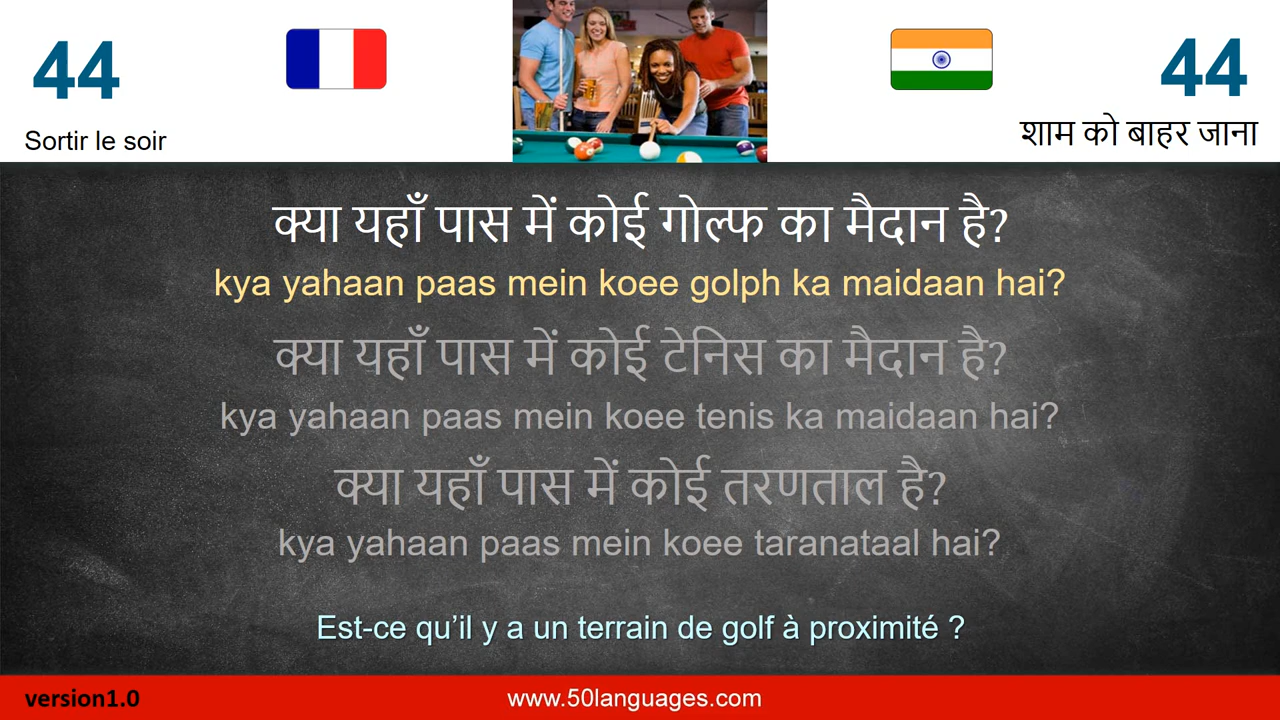 44
44
Sortir le soir
शाम को बाहर जाना
क्या यहाँ पास में कोई गोल्फ का मैदान है?
kya yahaan paas mein koee golph ka maidaan hai?
क्या यहाँ पास में कोई टेनिस का मैदान है?
kya yahaan paas mein koee tenis ka maidaan hai?
क्या यहाँ पास में कोई तरणताल है?
kya yahaan paas mein koee taranataal hai?
Est-ce qu’il y a un terrain de golf à proximité ?
version1.0
www.50languages.com